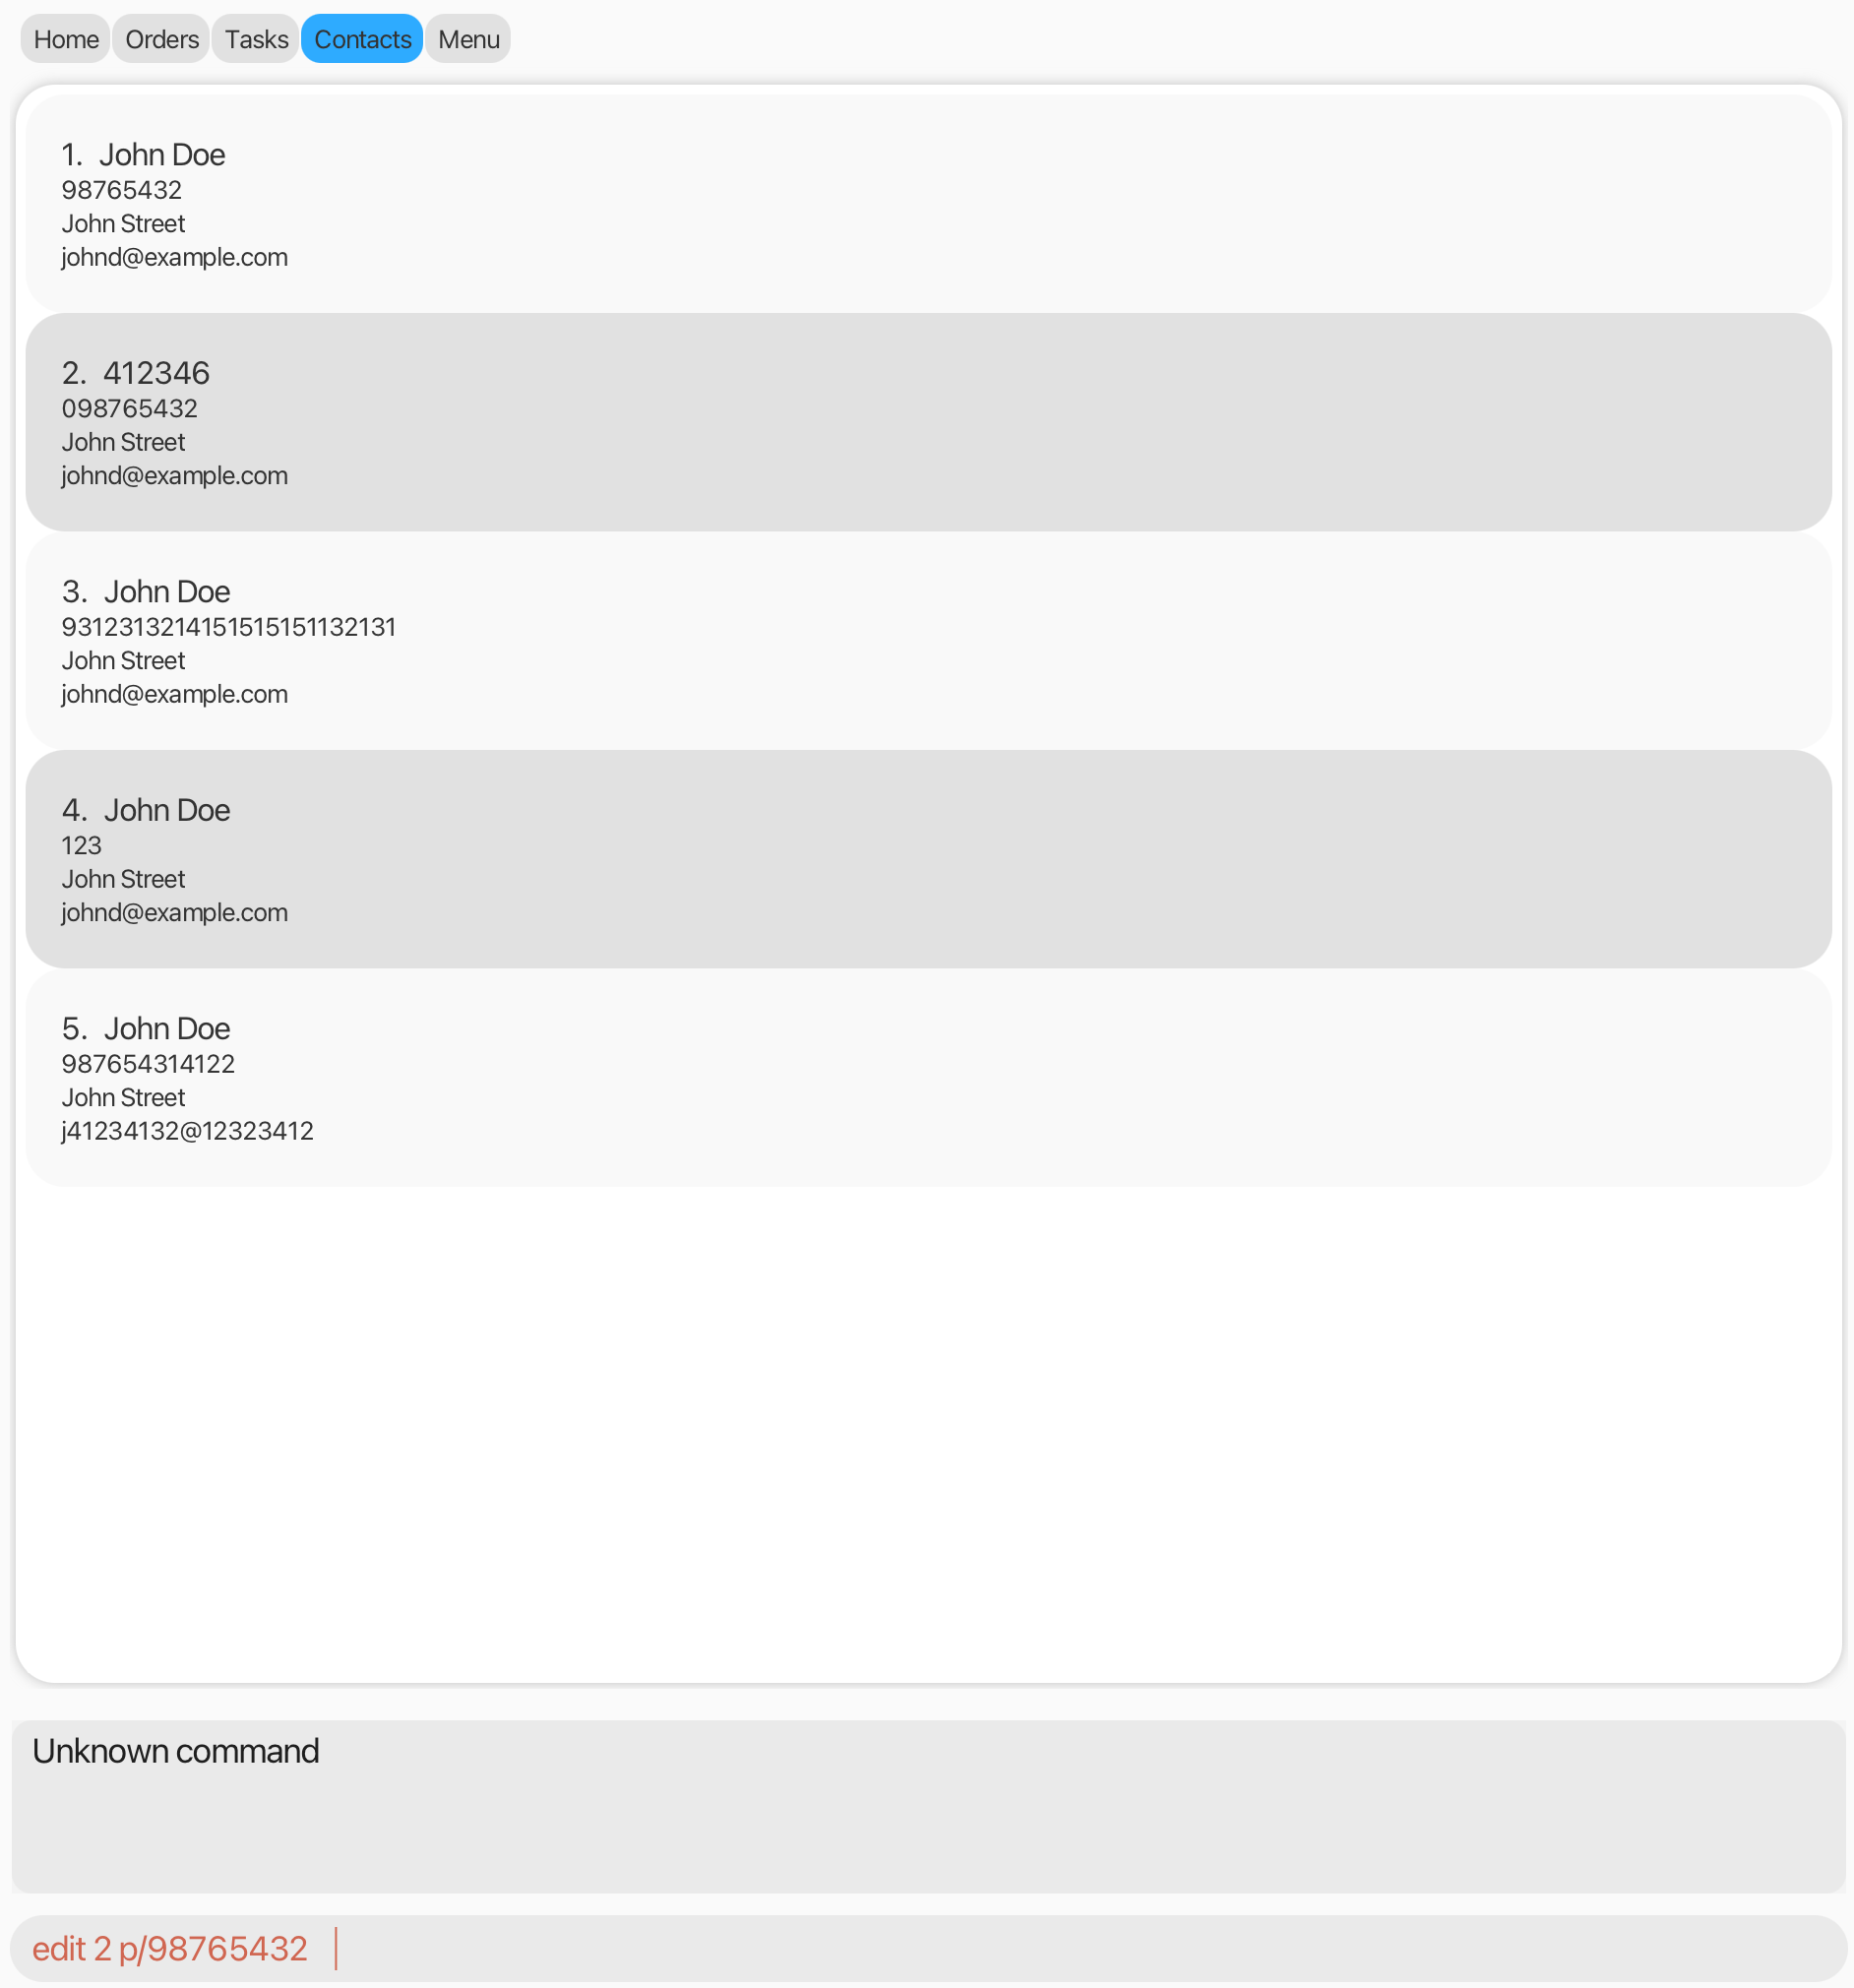 Home Orders Tasks Contacts Menu
1. John Doe
98765432
John Street
johnd@example.com
2. 412346
098765432
John Street
johnd@example.com
3. John Doe
9312313214151515151132131
John Street
johnd@example.com
4. John Doe
123
John Street
johnd@example.com
5. John Doe
987654314122
John Street
j41234132@12323412
Unknown command
edit 2 p/98765432